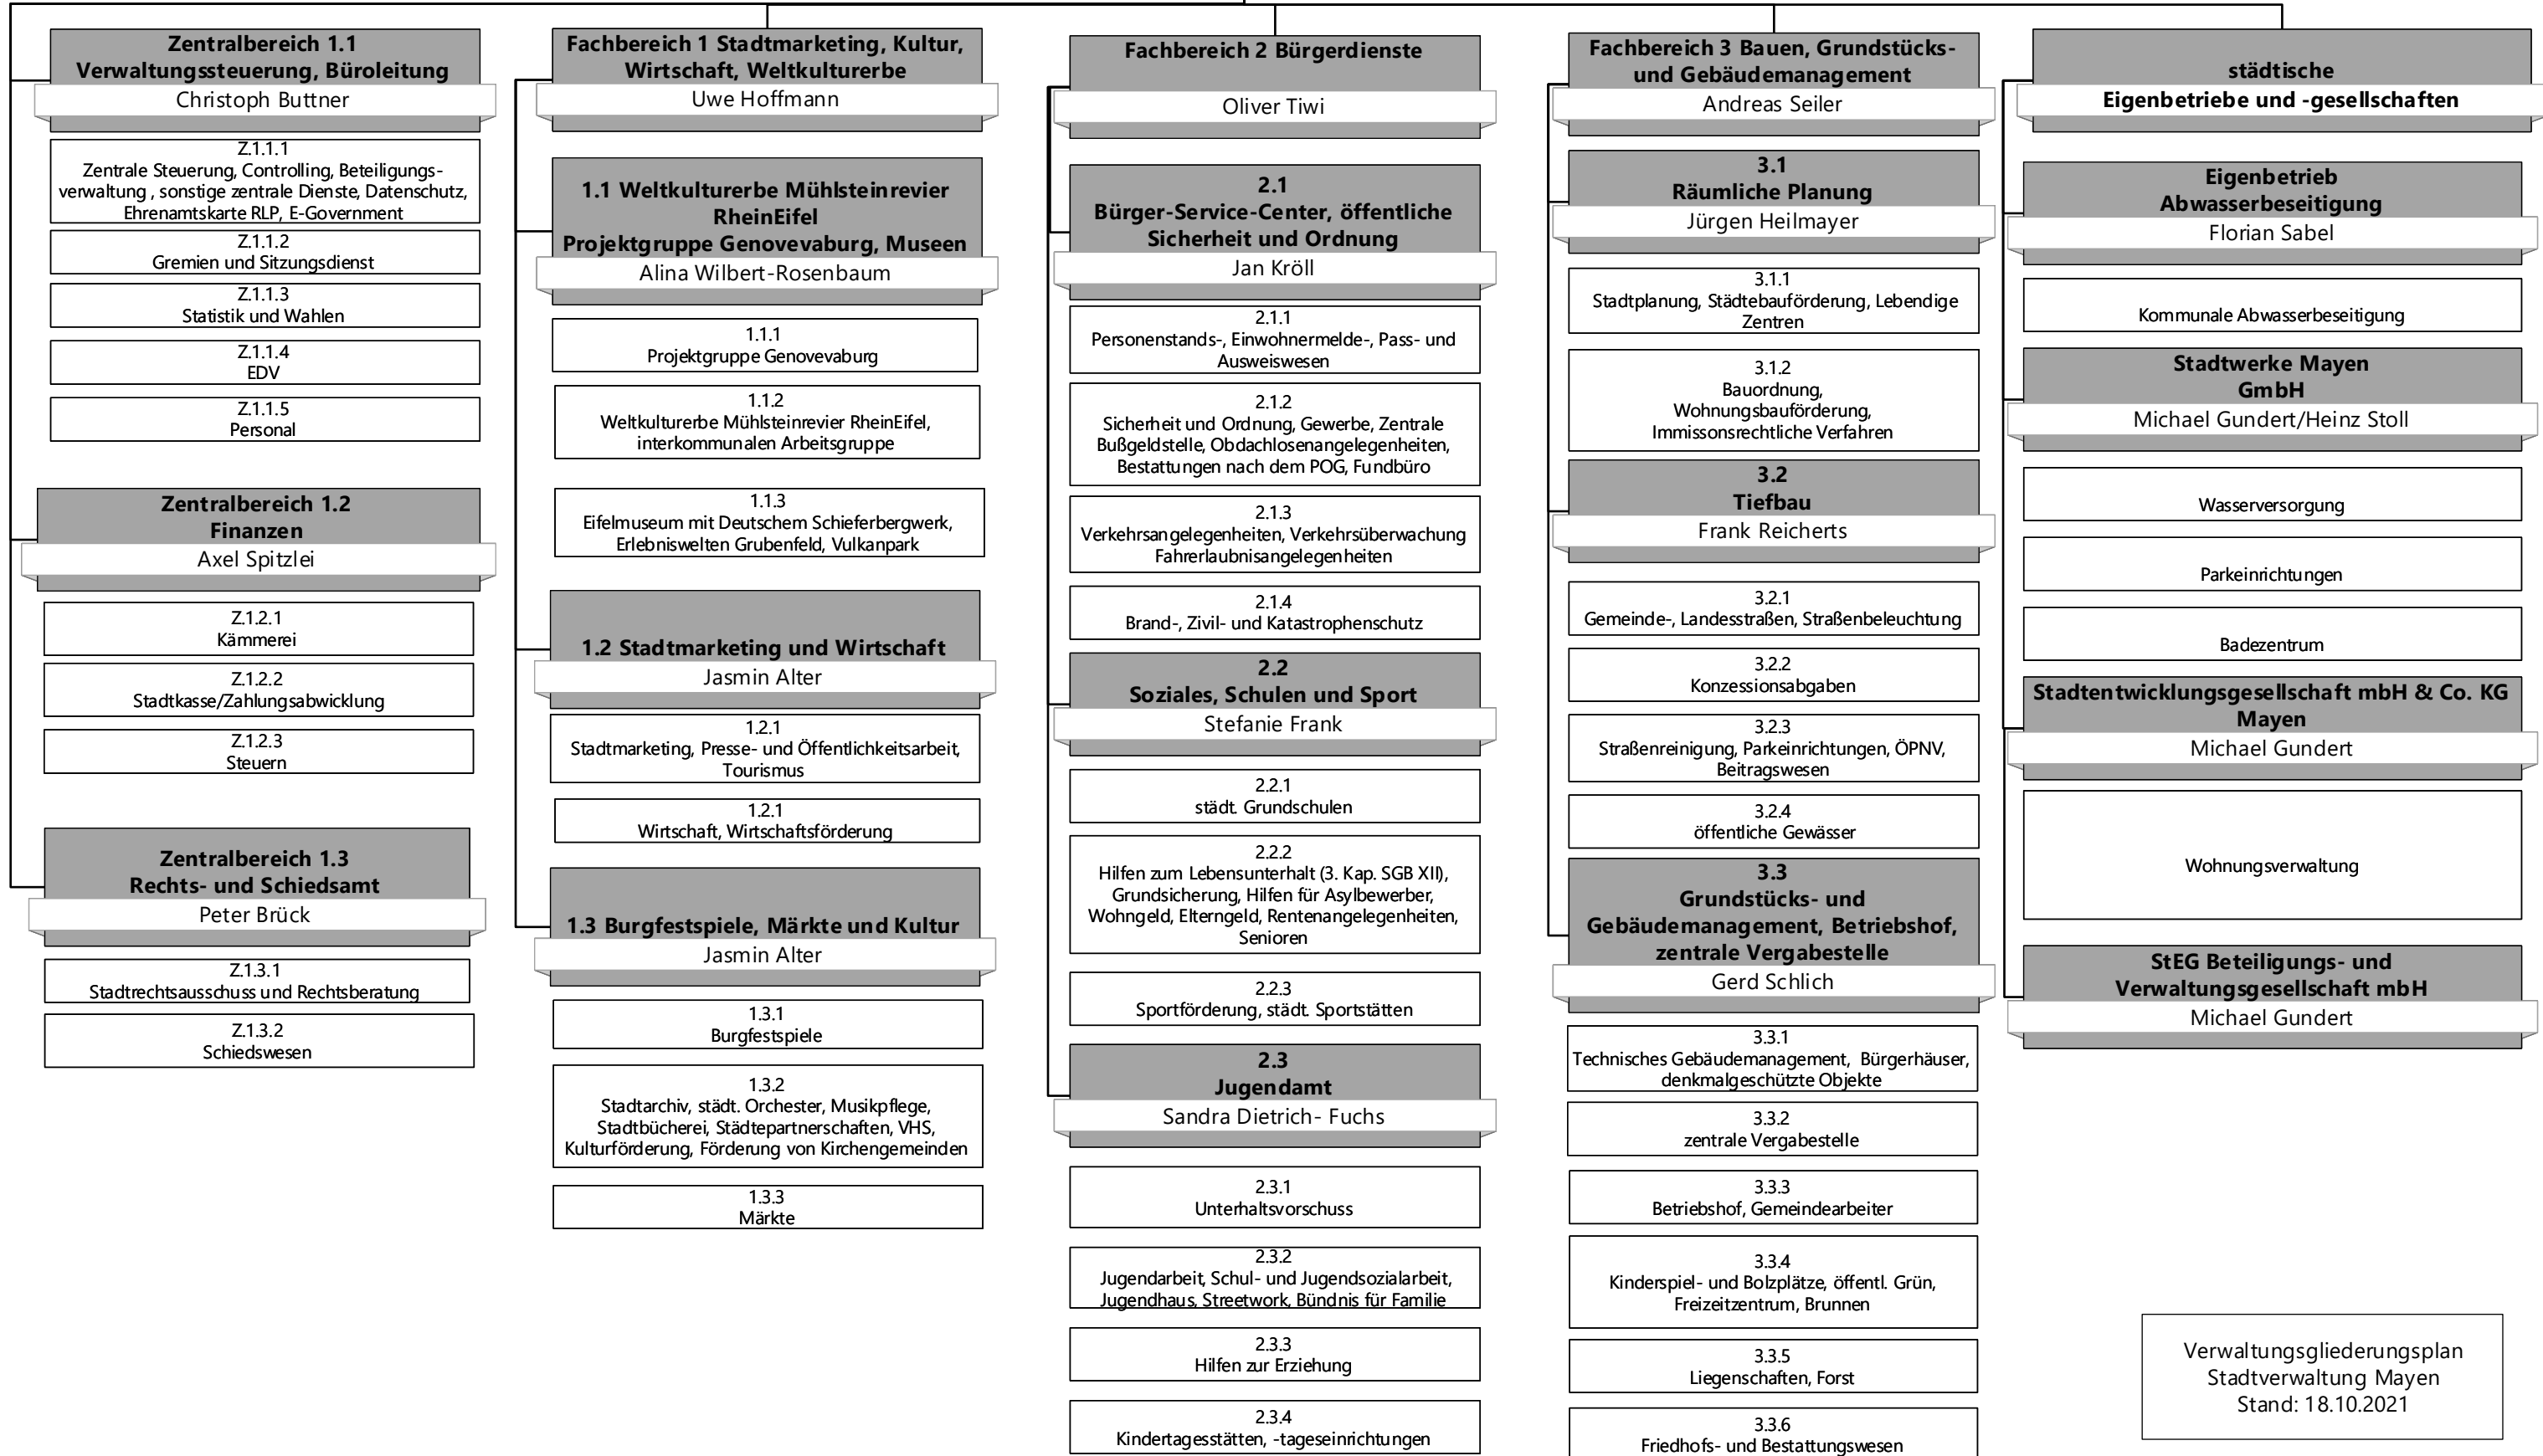 Zentralbereich 1.1
Verwaltungssteuerung, Büroleitung
Christoph Buttner
Z.1.1.1
Zentrale Steuerung, Controlling, Beteiligungs-
verwaltung , sonstige zentrale Dienste, Datenschutz,
Ehrenamtskarte RLP, E-Government
Z.1.1.2
Gremien und Sitzungsdienst
Z.1.1.3
Statistik und Wahlen
Z.1.1.4
EDV
Z.1.1.5
Personal
Zentralbereich 1.2
Finanzen
Axel Spitzlei
Z.1.2.1
Kämmerei
Z.1.2.2
Stadtkasse/Zahlungsabwicklung
Z.1.2.3
Steuern
Zentralbereich 1.3
Rechts- und Schiedsamt
Peter Brück
Z.1.3.1
Stadtrechtsausschuss und Rechtsberatung
Z.1.3.2
Schiedswesen
Fachbereich 1 Stadtmarketing, Kultur,
Wirtschaft, Weltkulturerbe
Uwe Hoffmann
1.1 Weltkulturerbe Mühlsteinrevier
RheinEifel
Projektgruppe Genovevaburg, Museen
Alina Wilbert-Rosenbaum
1.1.1
Projektgruppe Genovevaburg
1.1.2
Weltkulturerbe Mühlsteinrevier RheinEifel,
interkommunalen Arbeitsgruppe
1.1.3
Eifelmuseum mit Deutschem Schieferbergwerk,
Erlebniswelten Grubenfeld, Vulkanpark
1.2 Stadtmarketing und Wirtschaft
Jasmin Alter
1.2.1
Stadtmarketing, Presse- und Öffentlichkeitsarbeit,
Tourismus
1.2.1
Wirtschaft, Wirtschaftsförderung
1.3 Burgfestspiele, Märkte und Kultur
Jasmin Alter
1.3.1
Burgfestspiele
1.3.2
Stadtarchiv, städt. Orchester, Musikpflege,
Stadtbücherei, Städtepartnerschaften, VHS,
Kulturförderung, Förderung von Kirchengemeinden
1.3.3
Märkte
Fachbereich 2 Bürgerdienste
Oliver Tiwi
2.1
Bürger-Service-Center, öffentliche
Sicherheit und Ordnung
Jan Kröll
2.1.1
Personenstands-, Einwohnermelde-, Pass- und
Ausweiswesen
2.1.2
Sicherheit und Ordnung, Gewerbe, Zentrale
Bußgeldstelle, Obdachlosenangelegenheiten,
Bestattungen nach dem POG, Fundbüro
2.1.3
Verkehrsangelegenheiten, Verkehrsüberwachung
Fahrerlaubnisangelegenheiten
2.1.4
Brand-, Zivil- und Katastrophenschutz
2.2
Soziales, Schulen und Sport
Stefanie Frank
2.2.1
städt. Grundschulen
2.2.2
Hilfen zum Lebensunterhalt (3. Kap. SGB XII),
Grundsicherung, Hilfen für Asylbewerber,
Wohngeld, Elterngeld, Rentenangelegenheiten,
Senioren
2.2.3
Sportförderung, städt. Sportstätten
2.3
Jugendamt
Sandra Dietrich- Fuchs
2.3.1
Unterhaltsvorschuss
2.3.2
Jugendarbeit, Schul- und Jugendsozialarbeit,
Jugendhaus, Streetwork, Bündnis für Familie
2.3.3
Hilfen zur Erziehung
2.3.4
Kindertagesstätten, -tageseinrichtungen
Fachbereich 3 Bauen, Grundstücks-
und Gebäudemanagement
Andreas Seiler
3.1
Räumliche Planung
Jürgen Heilmayer
3.1.1
Stadtplanung, Städtebauförderung, Lebendige
Zentren
3.1.2
Bauordnung,
Wohnungsbauförderung,
Immissonsrechtliche Verfahren
3.2
Tiefbau
Frank Reicherts
3.2.1
Gemeinde-, Landesstraßen, Straßenbeleuchtung
3.2.2
Konzessionsabgaben
3.2.3
Straßenreinigung, Parkeinrichtungen, ÖPNV,
Beitragswesen
3.2.4
öffentliche Gewässer
3.3
Grundstücks- und
Gebäudemanagement, Betriebshof,
zentrale Vergabestelle
Gerd Schlich
3.3.1
Technisches Gebäudemanagement, Bürgerhäuser,
denkmalgeschützte Objekte
3.3.2
zentrale Vergabestelle
3.3.3
Betriebshof, Gemeindearbeiter
3.3.4
Kinderspiel- und Bolzplätze, öffentl. Grün,
Freizeitzentrum, Brunnen
3.3.5
Liegenschaften, Forst
3.3.6
Friedhofs- und Bestattungswesen
städtische
Eigenbetriebe und -gesellschaften
Eigenbetrieb
Abwasserbeseitigung
Florian Sabel
Kommunale Abwasserbeseitigung
Stadtwerke Mayen
GmbH
Michael Gundert/Heinz Stoll
Wasserversorgung
Parkeinrichtungen
Badezentrum
Stadtentwicklungsgesellschaft mbH & Co. KG
Mayen
Michael Gundert
Wohnungsverwaltung
StEG Beteiligungs- und
Verwaltungsgesellschaft mbH
Michael Gundert
Verwaltungsgliederungsplan
Stadtverwaltung Mayen
Stand: 18.10.2021